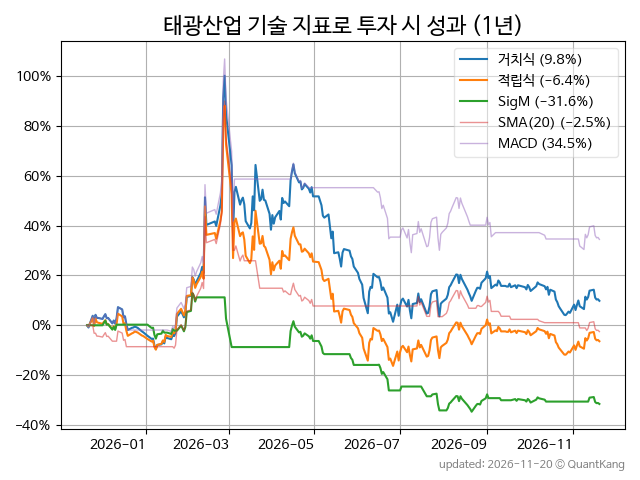 태광산업 기술 지표로 투자 시 성과 (1년)
거치식 (9.8%)
적립식 (−6.4%)
SigM (−31.6%)
SMA(20) (−2.5%)
MACD (34.5%)
100%
80%
60%
40%
20%
0%
−20%
−40%
2026-01
2026-03
2026-05
2026-07
2026-09
2026-11
updated: 2026-11-20 © QuantKang